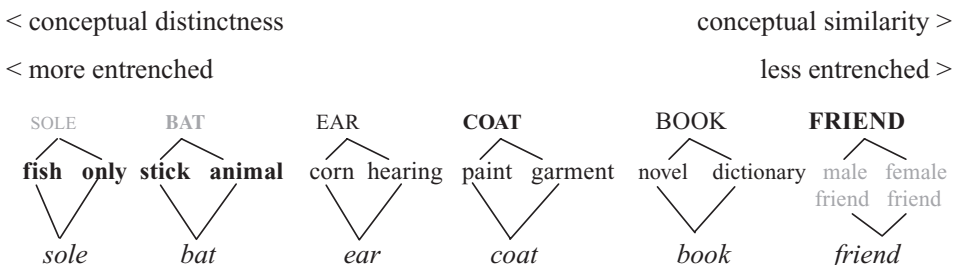 < conceptual distinctness conceptual similarity >
< more entrenched less entrenched >
SOLE BAT EAR COAT BOOK FRIEND
fish only stick animal corn hearing paint garment novel dictionary male female
friend friend
sole bat ear coat book friend